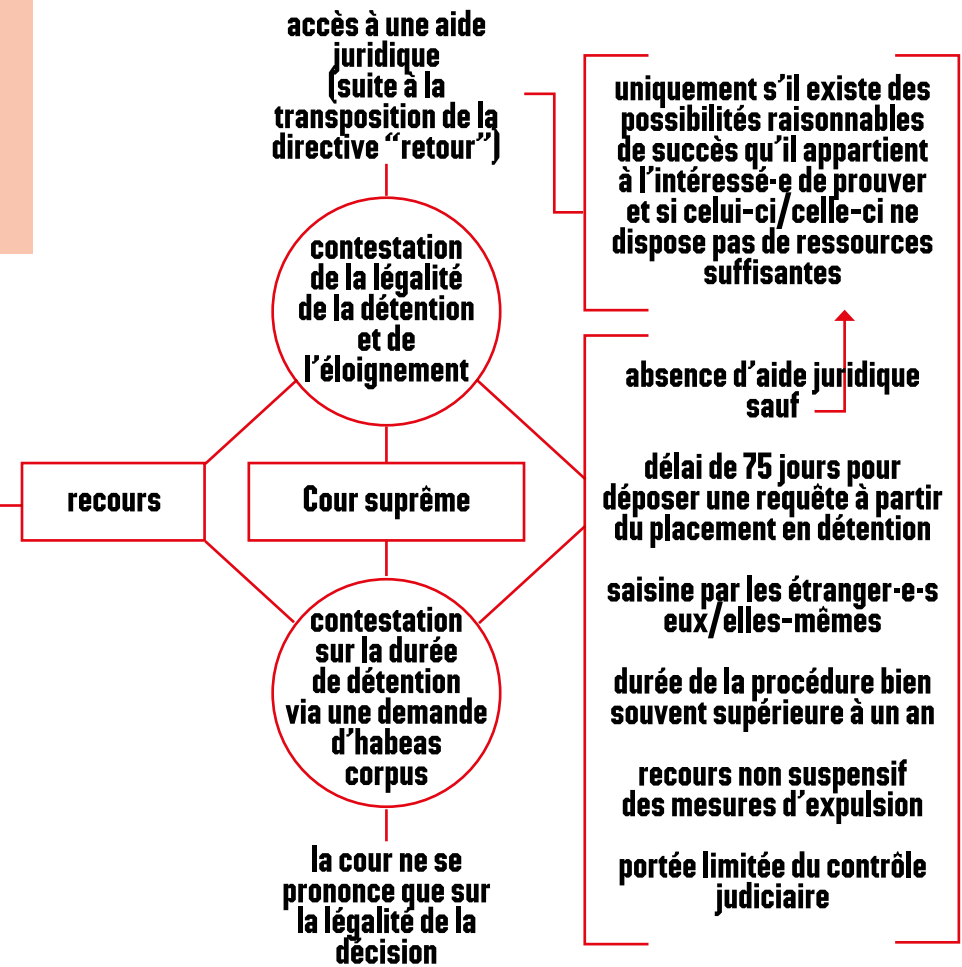 accès à une aide
juridique
(suite à la
transposition de la
directive “retour”)
contestation
de la légalité
de la détention
et de
l’éloignement
recours
Cour suprême
contestation
sur la durée
de détention
via une demande
d’habeas
corpus
la cour ne se
prononce que sur
la légalité de la
décision
uniquement s’il existe des
possibilités raisonnables
de succès qu’il appartient
à l’intéressé-e de prouver
et si celui-ci/celle-ci ne
dispose pas de ressources
suffisantes
absence d’aide juridique
sauf
délai de 75 jours pour
déposer une requête à partir
du placement en détention
saisine par les étranger-e-s
eux/elles-mêmes
durée de la procédure bien
souvent supérieure à un an
recours non suspensif
des mesures d’expulsion
portée limitée du contrôle
judiciaire